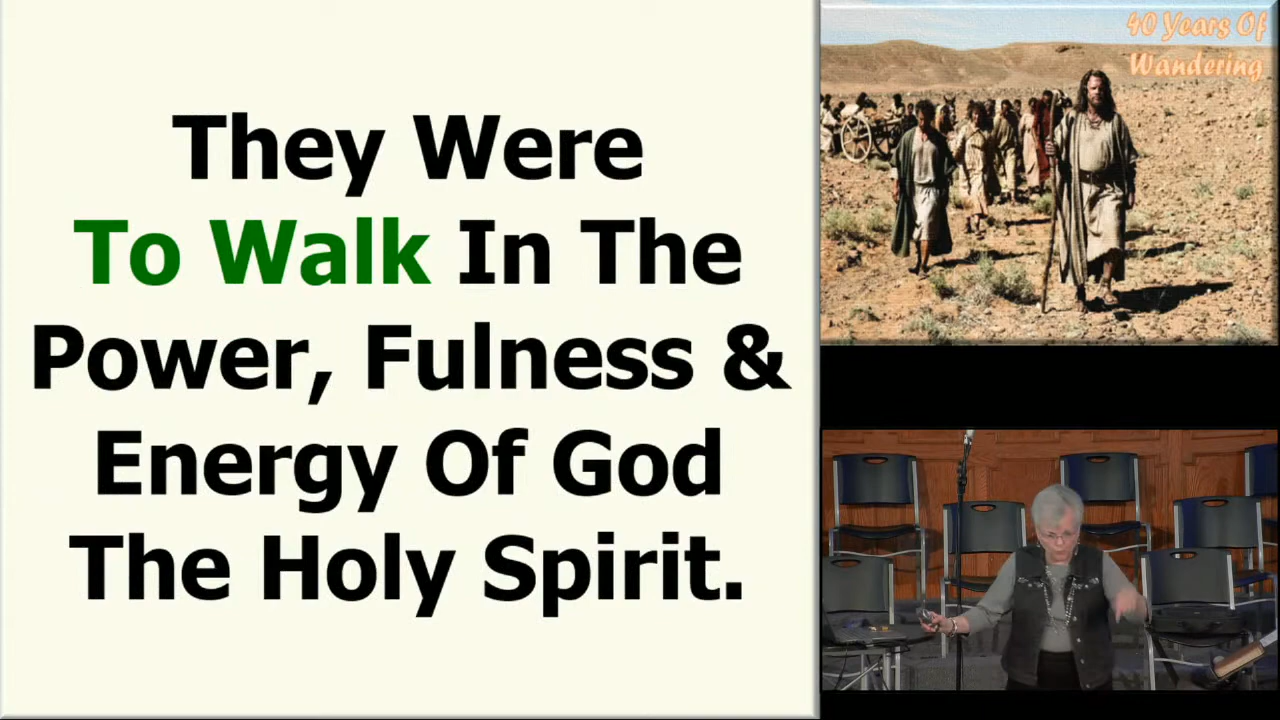 They Were
To Walk In The
Power, Fulness &
Energy Of God
The Holy Spirit.
40 Years Of
Wandering